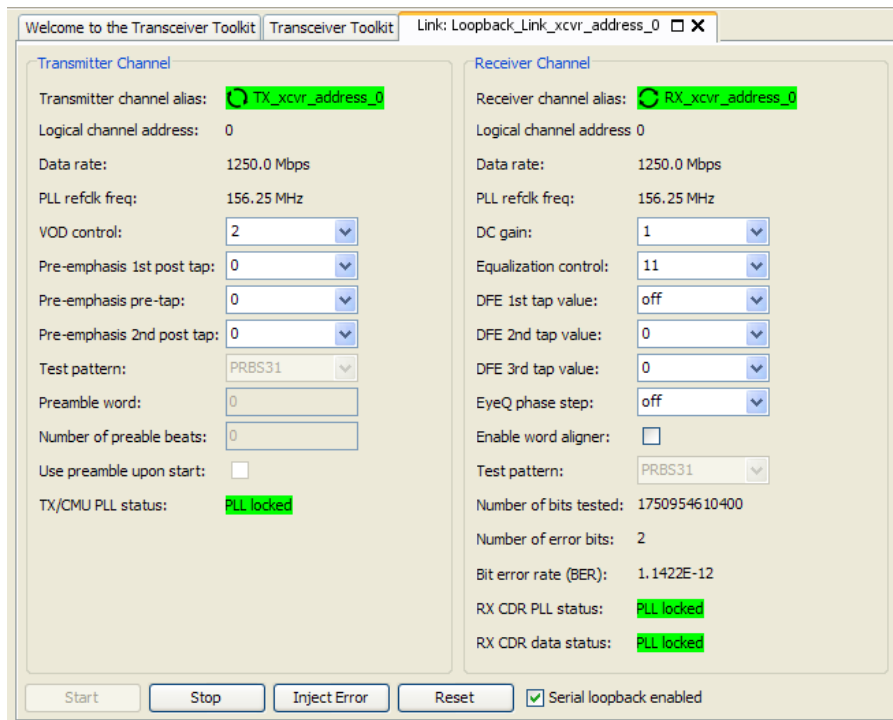 Welcome to the Transceiver Toolkit
Transceiver Toolkit
Link: Loopback_Link_xcvr_address_0
Transmitter Channel
Transmitter channel alias: TX_xcvr_address_0
Logical channel address: 0
Data rate: 1250.0 Mbps
PLL refclk freq: 156.25 MHz
VOD control: 2
Pre-emphasis 1st post tap: 0
Pre-emphasis pre-tap: 0
Pre-emphasis 2nd post tap: 0
Test pattern: PRBS31
Preamble word: 0
Number of preable beats: 0
Use preamble upon start:
TX/CMU PLL status: PLL locked
Receiver Channel
Receiver channel alias: RX_xcvr_address_0
Logical channel address 0
Data rate: 1250.0 Mbps
PLL refclk freq: 156.25 MHz
DC gain: 1
Equalization control: 11
DFE 1st tap value: off
DFE 2nd tap value: 0
DFE 3rd tap value: 0
EyeQ phase step: off
Enable word aligner:
Test pattern: PRBS31
Number of bits tested: 1750954610400
Number of error bits: 2
Bit error rate (BER): 1.1422E-12
RX CDR PLL status: PLL locked
RX CDR data status: PLL locked
Start
Stop
Inject Error
Reset
Serial loopback enabled